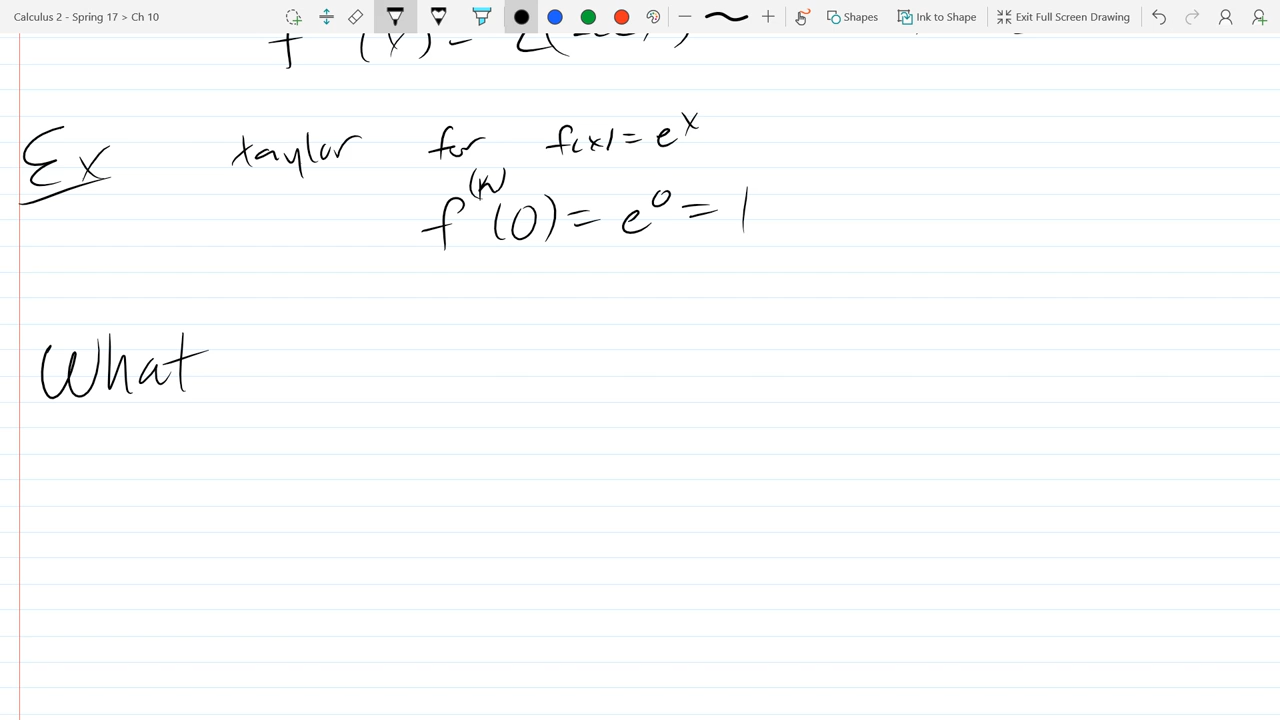 Calculus 2 - Spring 17 > Ch 10
Shapes
Ink to Shape
Exit Full Screen Drawing
Ex taylor for f(x) = e^x
f^(k)(0) = e^0 = 1
What